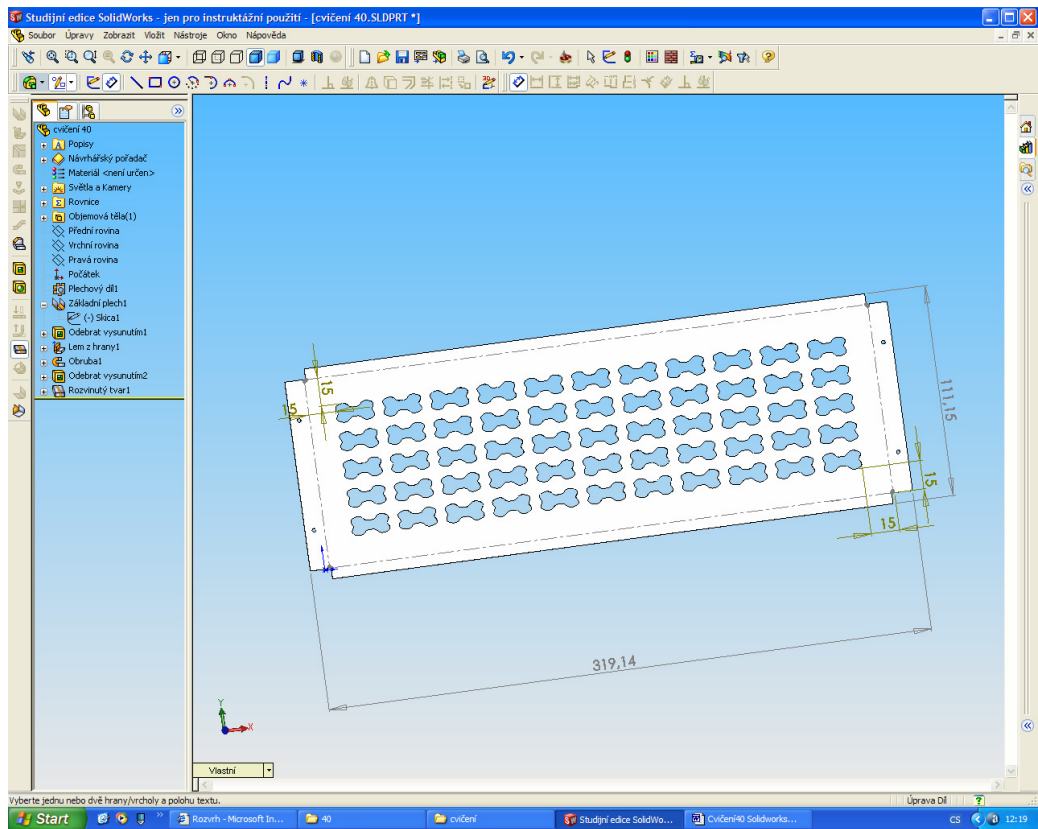 Studijní edice SolidWorks - jen pro instruktážní použití - [cvičení 40.SLDPRT *]
Soubor Úpravy Zobrazit Vložit Nástroje Okno Nápověda
cvičení 40
Popisy
Návrhářský pořadač
Materiál <není určen>
Světla a Kamery
Rovnice
Objemová těla(1)
Přední rovina
Vrchní rovina
Pravá rovina
Počátek
Plechový díl1
Základní plech1
(-) Skica1
Odebrat vysunutím1
Lem z hrany1
Obruba1
Odebrat vysunutím2
Rozvinutý tvar1
15
15
111,15
15
15
319,14
Y
X
Vlastní
Vyberte jednu nebo dvě hrany/vrcholy a polohu textu.
Úprava Díl
Start
Rozvrh - Microsoft In...
40
cvičení
Studijní edice SolidWo...
Cvičení40 Solidworks...
CS
12:19